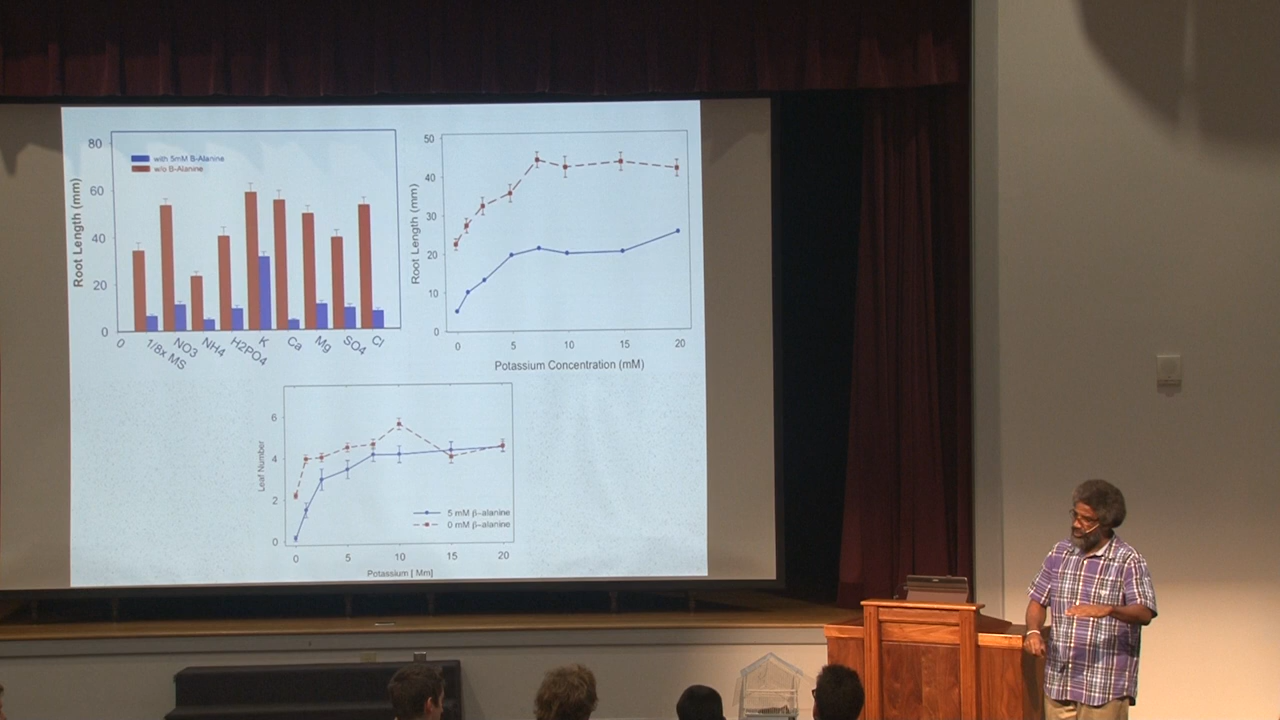 80
60
40
20
0
Root Length (mm)
with 5mM B-Alanine
w/o B-Alanine
0
1/8x MS
NO3
NH4
H2PO4
K
Ca
Mg
SO4
Cl
50
40
30
20
10
0
Root Length (mm)
0 5 10 15 20
Potassium Concentration (mM)
6
4
2
0
Leaf Number
5 mM β-alanine
0 mM β-alanine
0 5 10 15 20
Potassium [ Mm]